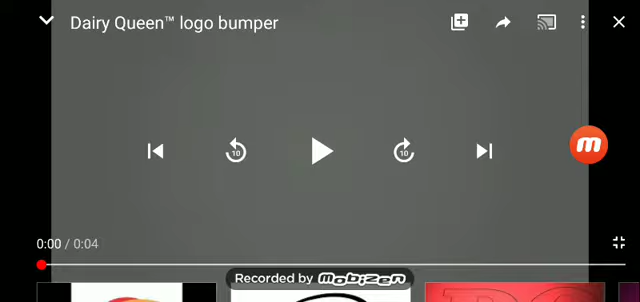 Dairy Queen™ logo bumper
10
10
m
0:00 / 0:04
Recorded by mobizen